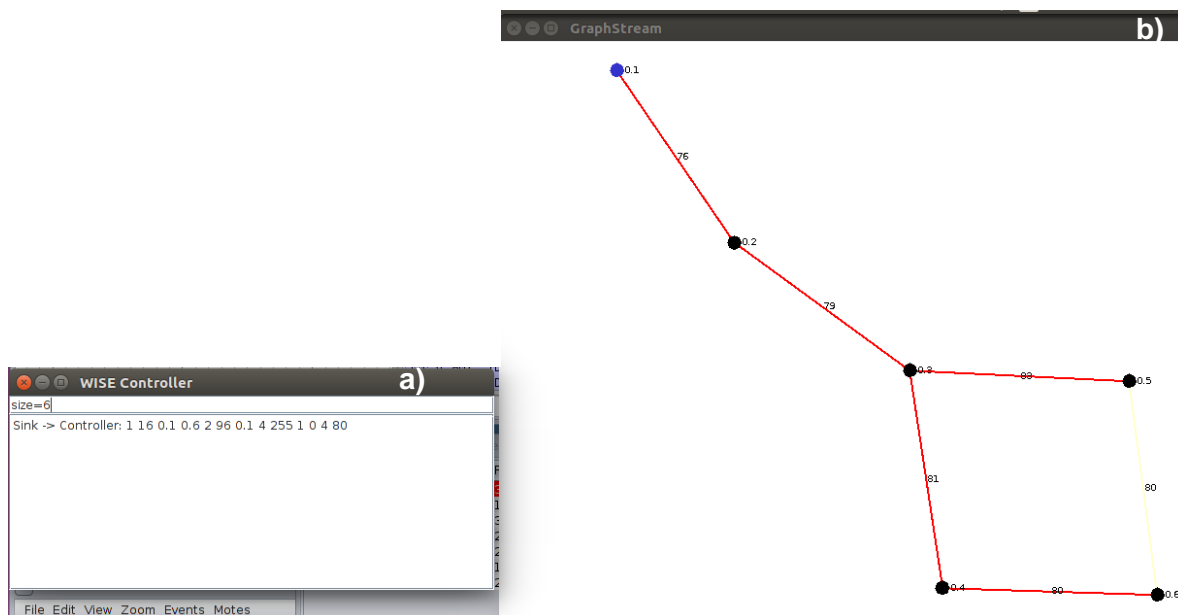 GraphStream
b)
0.1
76
0.2
79
0.3
83
0.5
81
80
0.4
80
0.6
WISE Controller
a)
size=6
Sink -> Controller: 1 16 0.1 0.6 2 96 0.1 4 255 1 0 4 80
File Edit View Zoom Events Motes